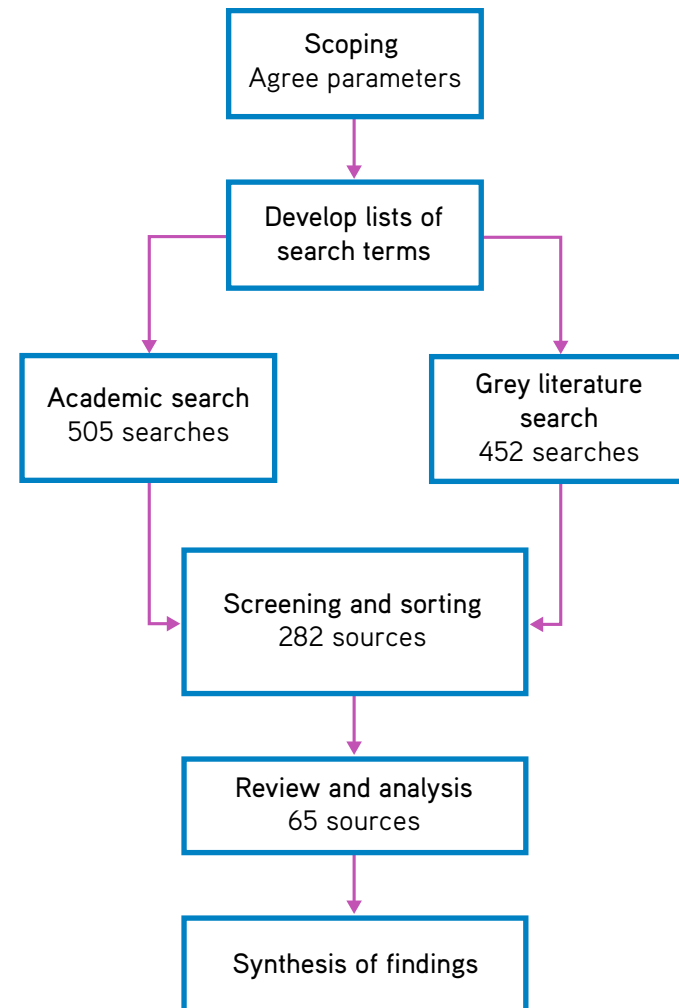 Scoping
Agree parameters
Develop lists of
search terms
Academic search
505 searches
Grey literature
search
452 searches
Screening and sorting
282 sources
Review and analysis
65 sources
Synthesis of findings